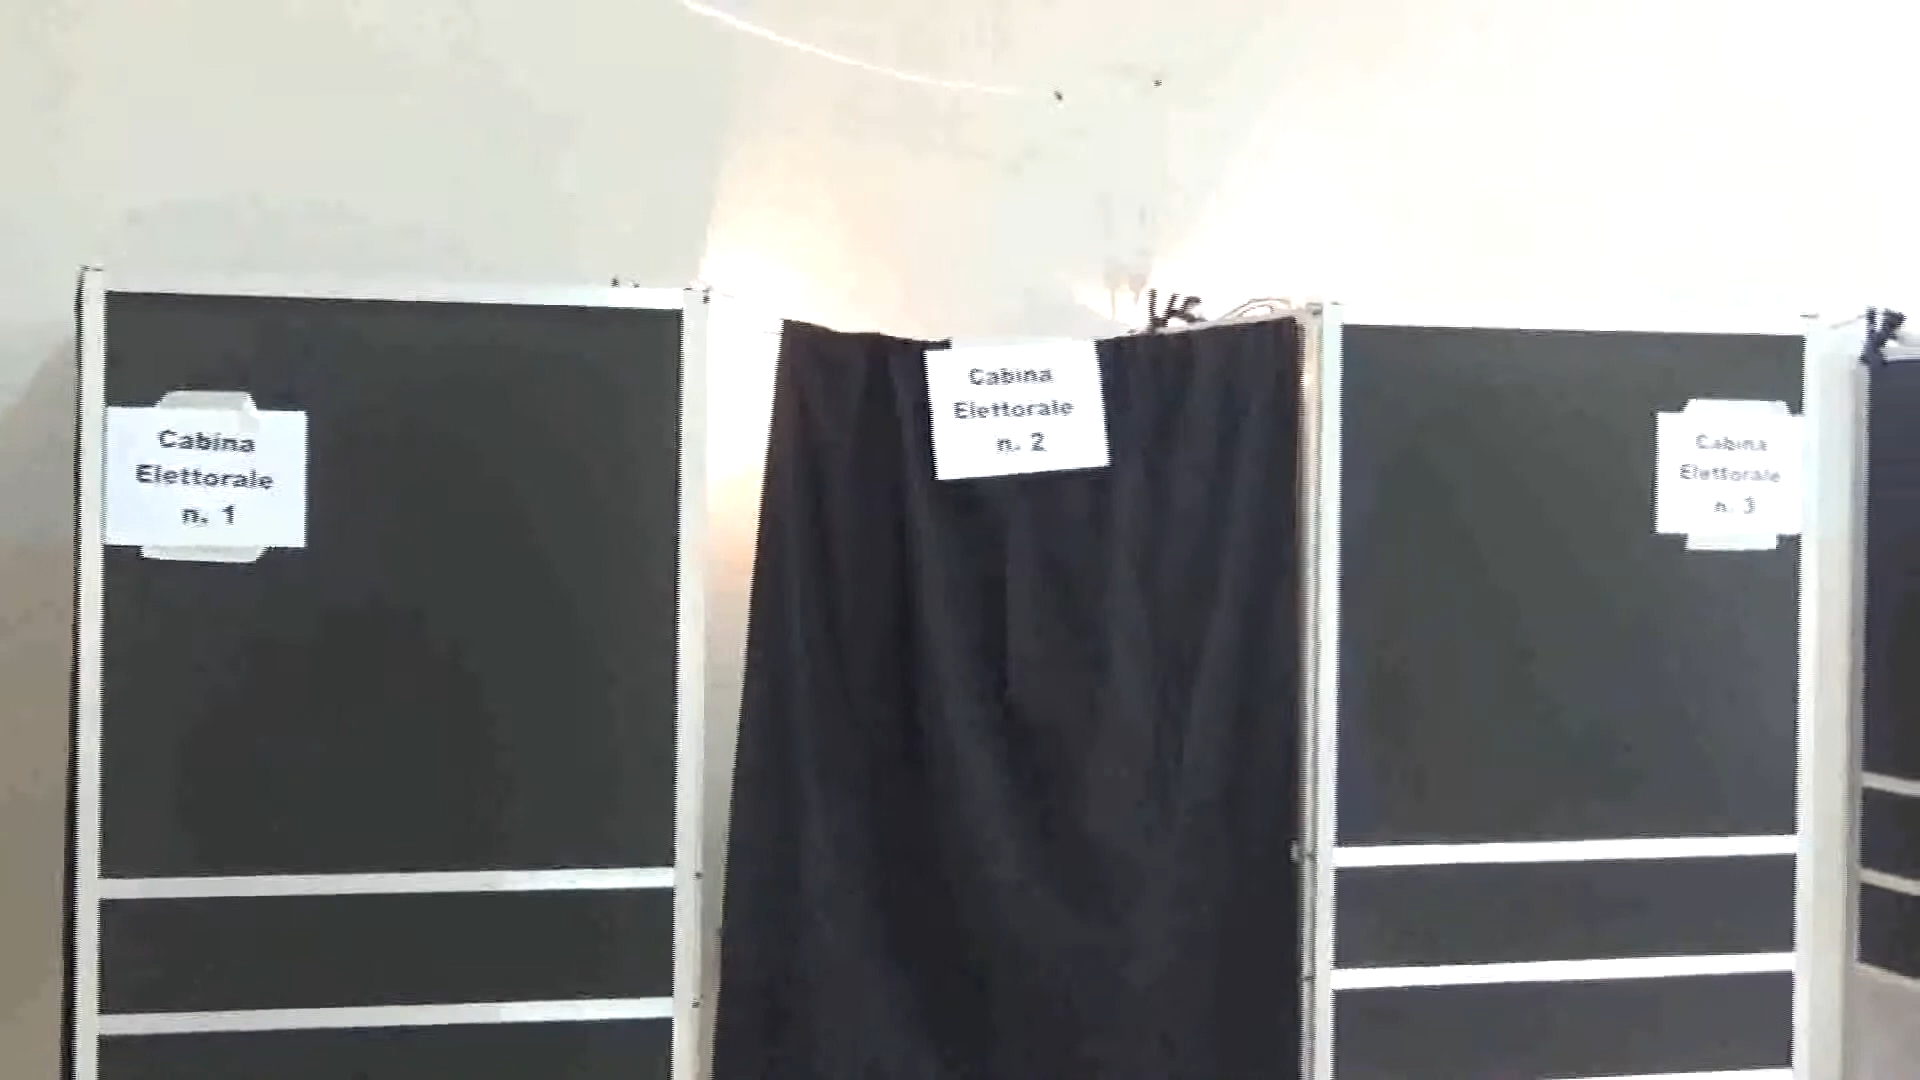 Cabina
Elettorale
n. 1
Cabina
Elettorale
n. 2
Cabina
Elettorale
n. 3